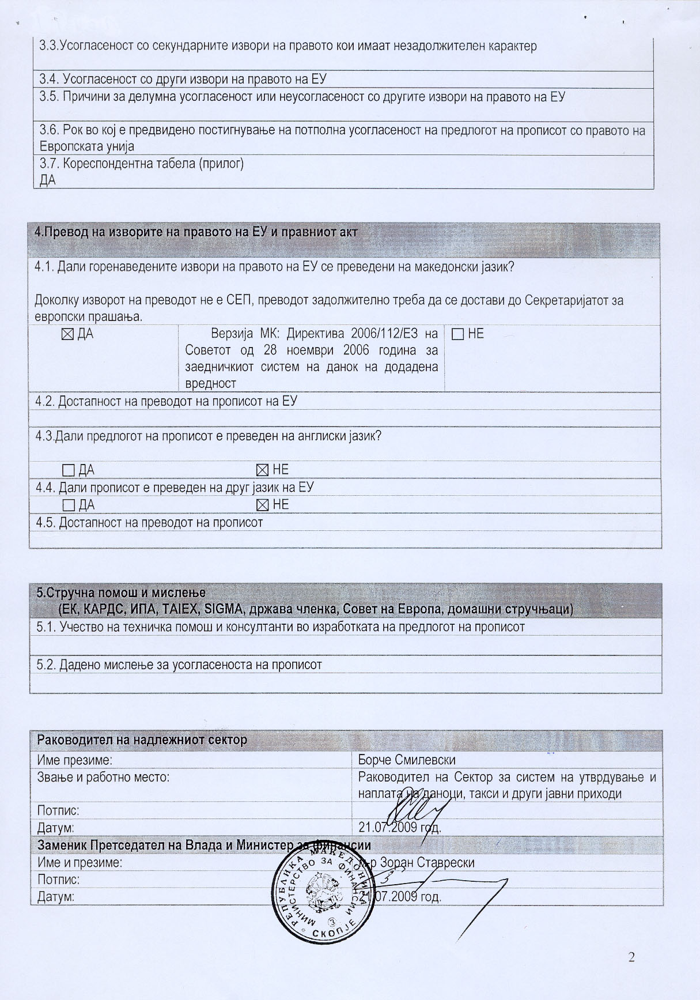 3.3.Усогласеност со секундарните извори на правото кои имаат незадолжителен карактер
3.4. Усогласеност со други извори на правото на ЕУ
3.5. Причини за делумна усогласеност или неусогласеност со другите извори на правото на ЕУ
3.6. Рок во кој е предвидено постигнување на потполна усогласеност на предлогот на прописот со правото на
Европската унија
3.7. Кореспондентна табела (прилог)
ДА
4.Превод на изворите на правото на ЕУ и правниот акт
4.1. Дали горенаведените извори на правото на ЕУ се преведени на македонски јазик?
Доколку изворот на преводот не е СЕП, преводот задолжително треба да се достави до Секретаријатот за
европски прашања.
☒ ДА
Верзија МК: Директива 2006/112/ЕЗ на
Советот од 28 ноември 2006 година за
заедничкиот систем на данок на додадена
вредност
☐ НЕ
4.2. Достапност на преводот на прописот на ЕУ
4.3.Дали предлогот на прописот е преведен на англиски јазик?
☐ ДА ☒ НЕ
4.4. Дали прописот е преведен на друг јазик на ЕУ
☐ ДА ☒ НЕ
4.5. Достапност на преводот на прописот
5.Стручна помош и мислење
(ЕК, КАРДС, ИПА, TAIEX, SIGMA, држава членка, Совет на Европа, домашни стручњаци)
5.1. Учество на техничка помош и консултанти во изработката на предлогот на прописот
5.2. Дадено мислење за усогласеноста на прописот
Раководител на надлежниот сектор
Име презиме: Борче Смилевски
Звање и работно место: Раководител на Сектор за систем на утврдување и
наплата на даноци, такси и други јавни приходи
Потпис:
Датум: 21.07.2009 год.
Заменик Претседател на Влада и Министер за финансии
Име и презиме: м-р Зоран Ставрески
Потпис:
Датум: 21.07.2009 год.
РЕПУБЛИКА МАКЕДОНИЈА
МИНИСТЕРСТВО ЗА ФИНАНСИИ
СКОПЈЕ
2